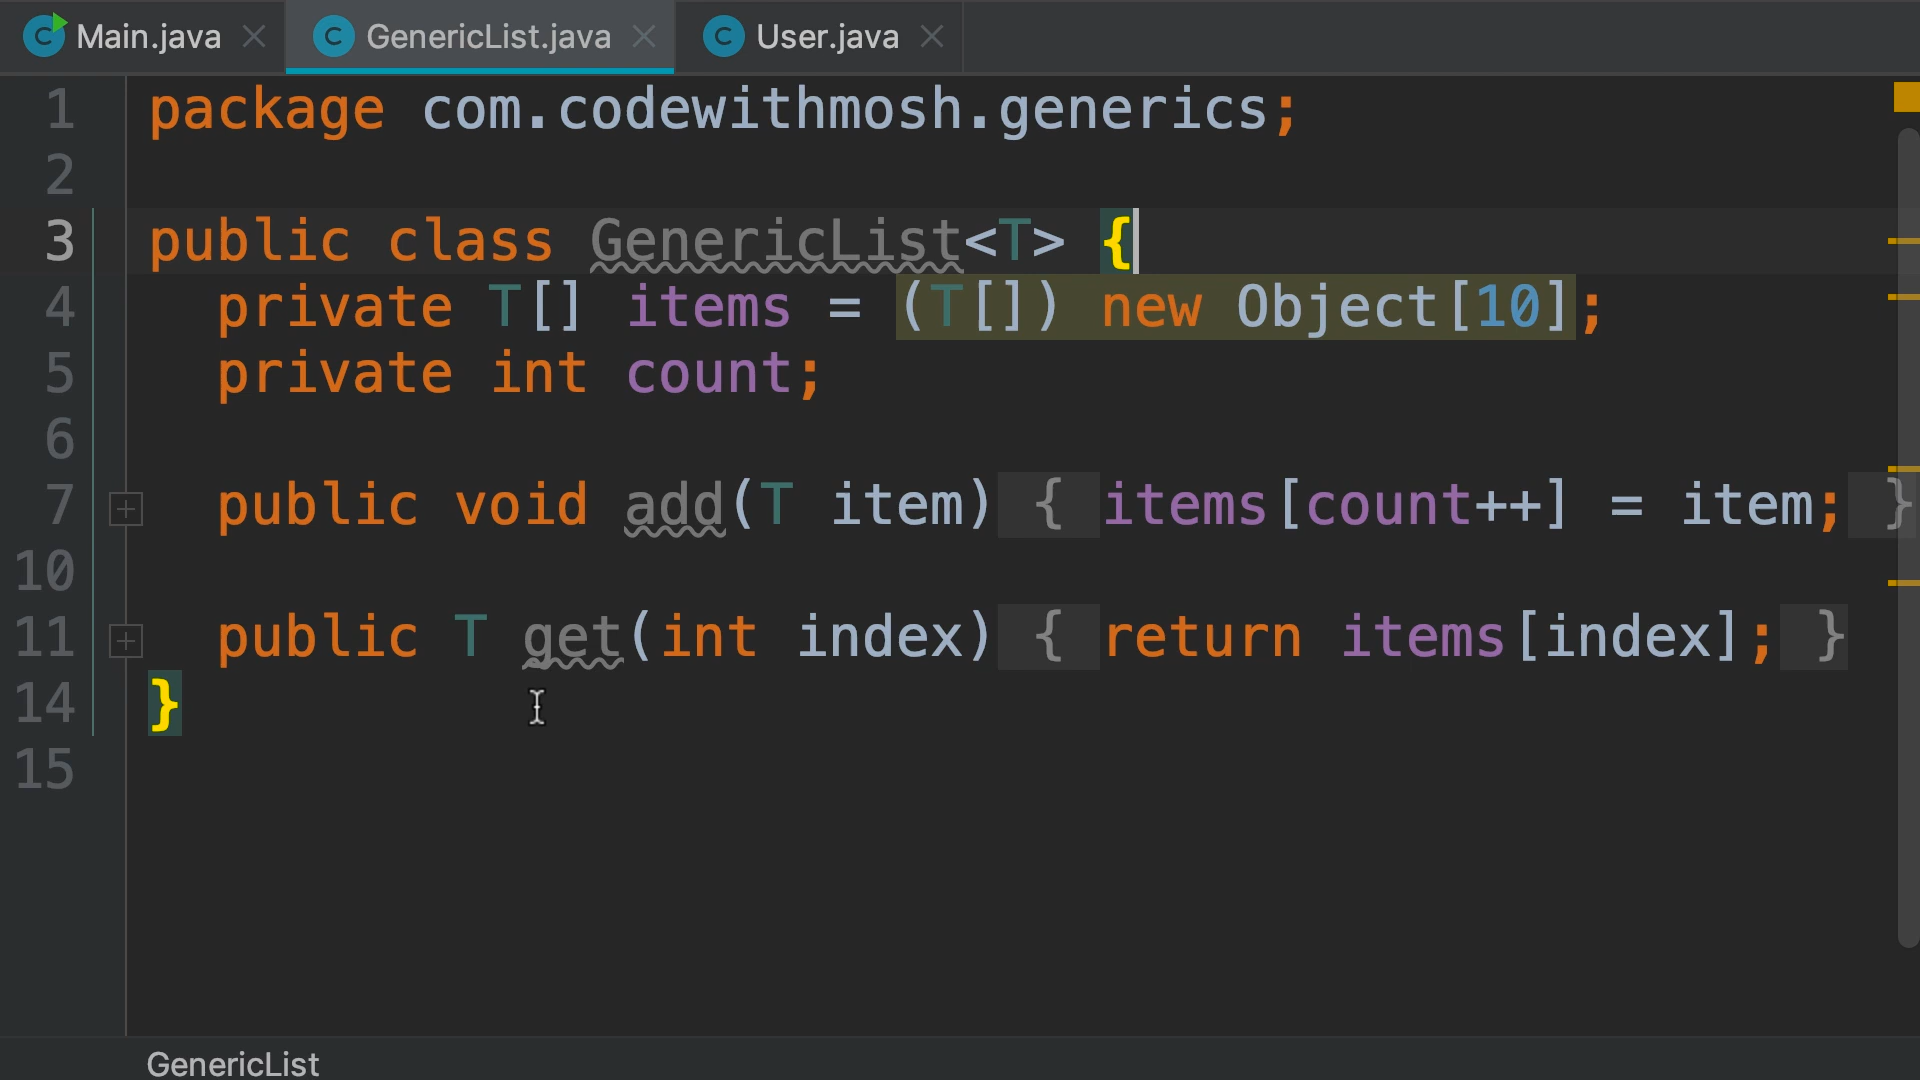 Main.java GenericList.java User.java
1 package com.codewithmosh.generics;
2
3 public class GenericList<T> {
4 private T[] items = (T[]) new Object[10];
5 private int count;
6
7 public void add(T item) { items[count++] = item; }
10
11 public T get(int index) { return items[index]; }
14 }
15
GenericList